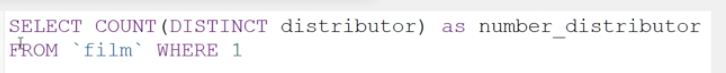 SELECT COUNT(DISTINCT distributor) as number_distributor
FROM `film` WHERE 1